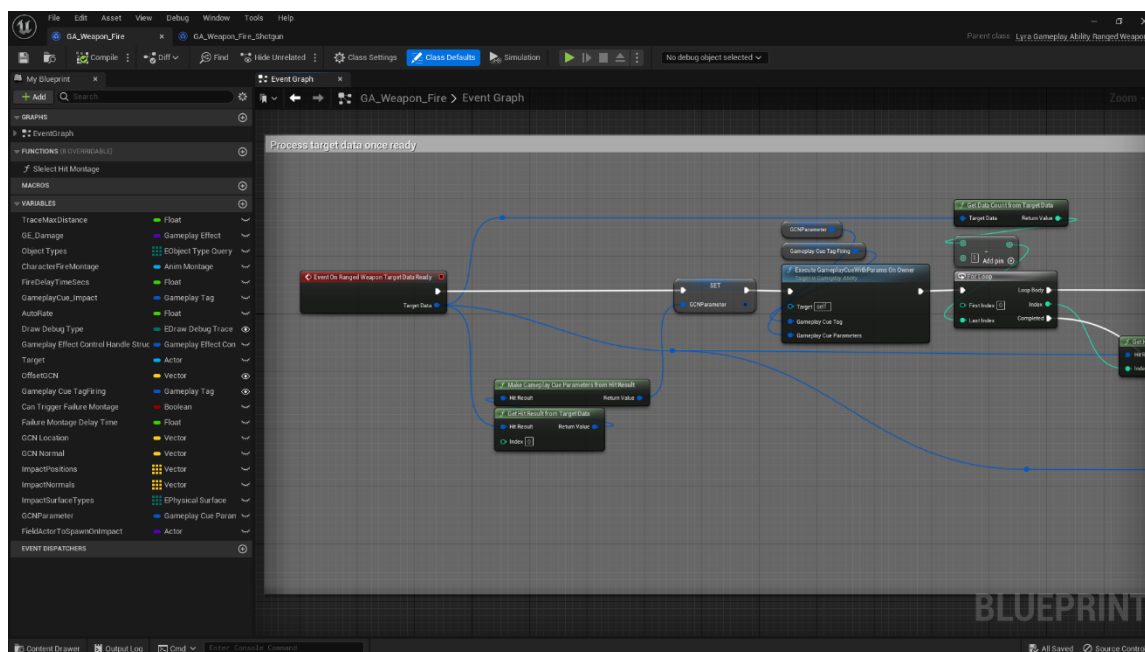 File Edit Asset View Debug Window Tools Help
GA_Weapon_Fire × GA_Weapon_Fire_Shotgun
Parent class: Lyra Gameplay Ability Ranged Weapon
Compile Diff Find Hide Unrelated Class Settings Class Defaults Simulation No debug object selected
My Blueprint ×
Event Graph ×
+ Add Search
GA_Weapon_Fire > Event Graph
Zoom
GRAPHS
EventGraph
FUNCTIONS (8 OVERRIDABLE)
Slelect Hit Montage
MACROS
VARIABLES
TraceMaxDistance Float
GE_Damage Gameplay Effect
Object Types EObject Type Query
CharacterFireMontage Anim Montage
FireDelayTimeSecs Float
GameplayCue_Impact Gameplay Tag
AutoRate Float
Draw Debug Type EDraw Debug Trace
Gameplay Effect Control Handle Struc Gameplay Effect Con
Target Actor
OffsetGCN Vector
Gameplay Cue TagFiring Gameplay Tag
Can Trigger Failure Montage Boolean
Failure Montage Delay Time Float
GCN Location Vector
GCN Normal Vector
ImpactPositions Vector
ImpactNormals Vector
ImpactSurfaceTypes EPhysical Surface
GCNParameter Gameplay Cue Param
FieldActorToSpawnOnImpact Actor
EVENT DISPATCHERS
Process target data once ready
Event On Ranged Weapon Target Data Ready
Target Data
SET
GCNParameter
Make Gameplay Cue Parameters from Hit Result
Hit Result Return Value
Get Hit Result from Target Data
Hit Result Return Value
Index 0
GCNParameter
Gameplay Cue Tag Firing
Execute GameplayCueWithParams On Owner
Target is Gameplay Ability
Target self
Gameplay Cue Tag
Gameplay Cue Parameters
Get Data Count from Target Data
Target Data Return Value
-
1 Add pin
For Loop
Loop Body
First Index 0 Index
Last Index Completed
BLUEPRINT
Content Drawer Output Log Cmd Enter Console Command
All Saved Source Contro